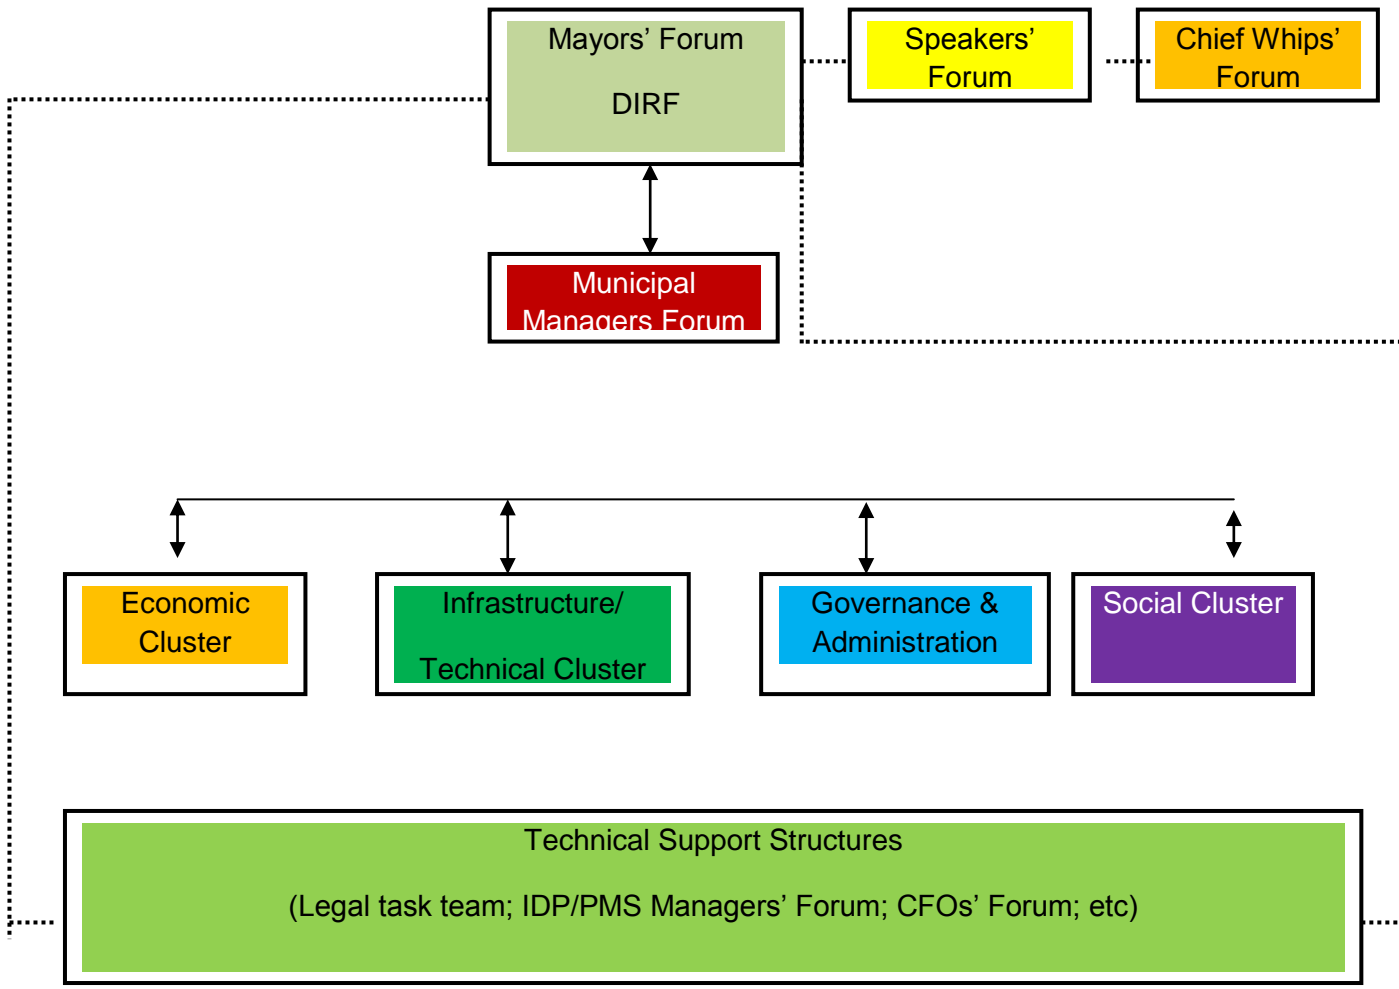 Mayors’ Forum
DIRF
Speakers’
Forum
Chief Whips’
Forum
Municipal
Managers Forum
Economic
Cluster
Infrastructure/
Technical Cluster
Governance &
Administration
Social Cluster
Technical Support Structures
(Legal task team; IDP/PMS Managers’ Forum; CFOs’ Forum; etc)